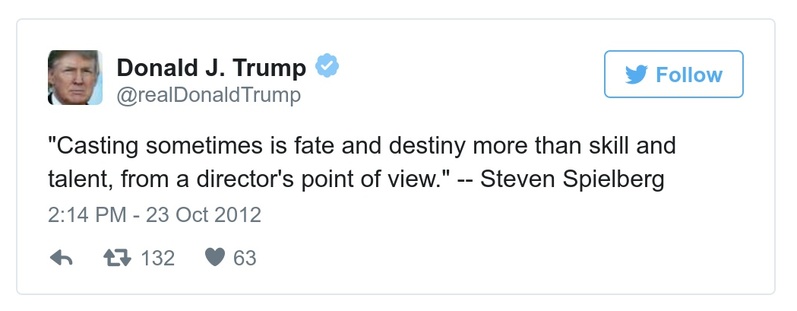 Donald J. Trump
@realDonaldTrump
Follow
"Casting sometimes is fate and destiny more than skill and
talent, from a director's point of view." -- Steven Spielberg
2:14 PM - 23 Oct 2012
132 63